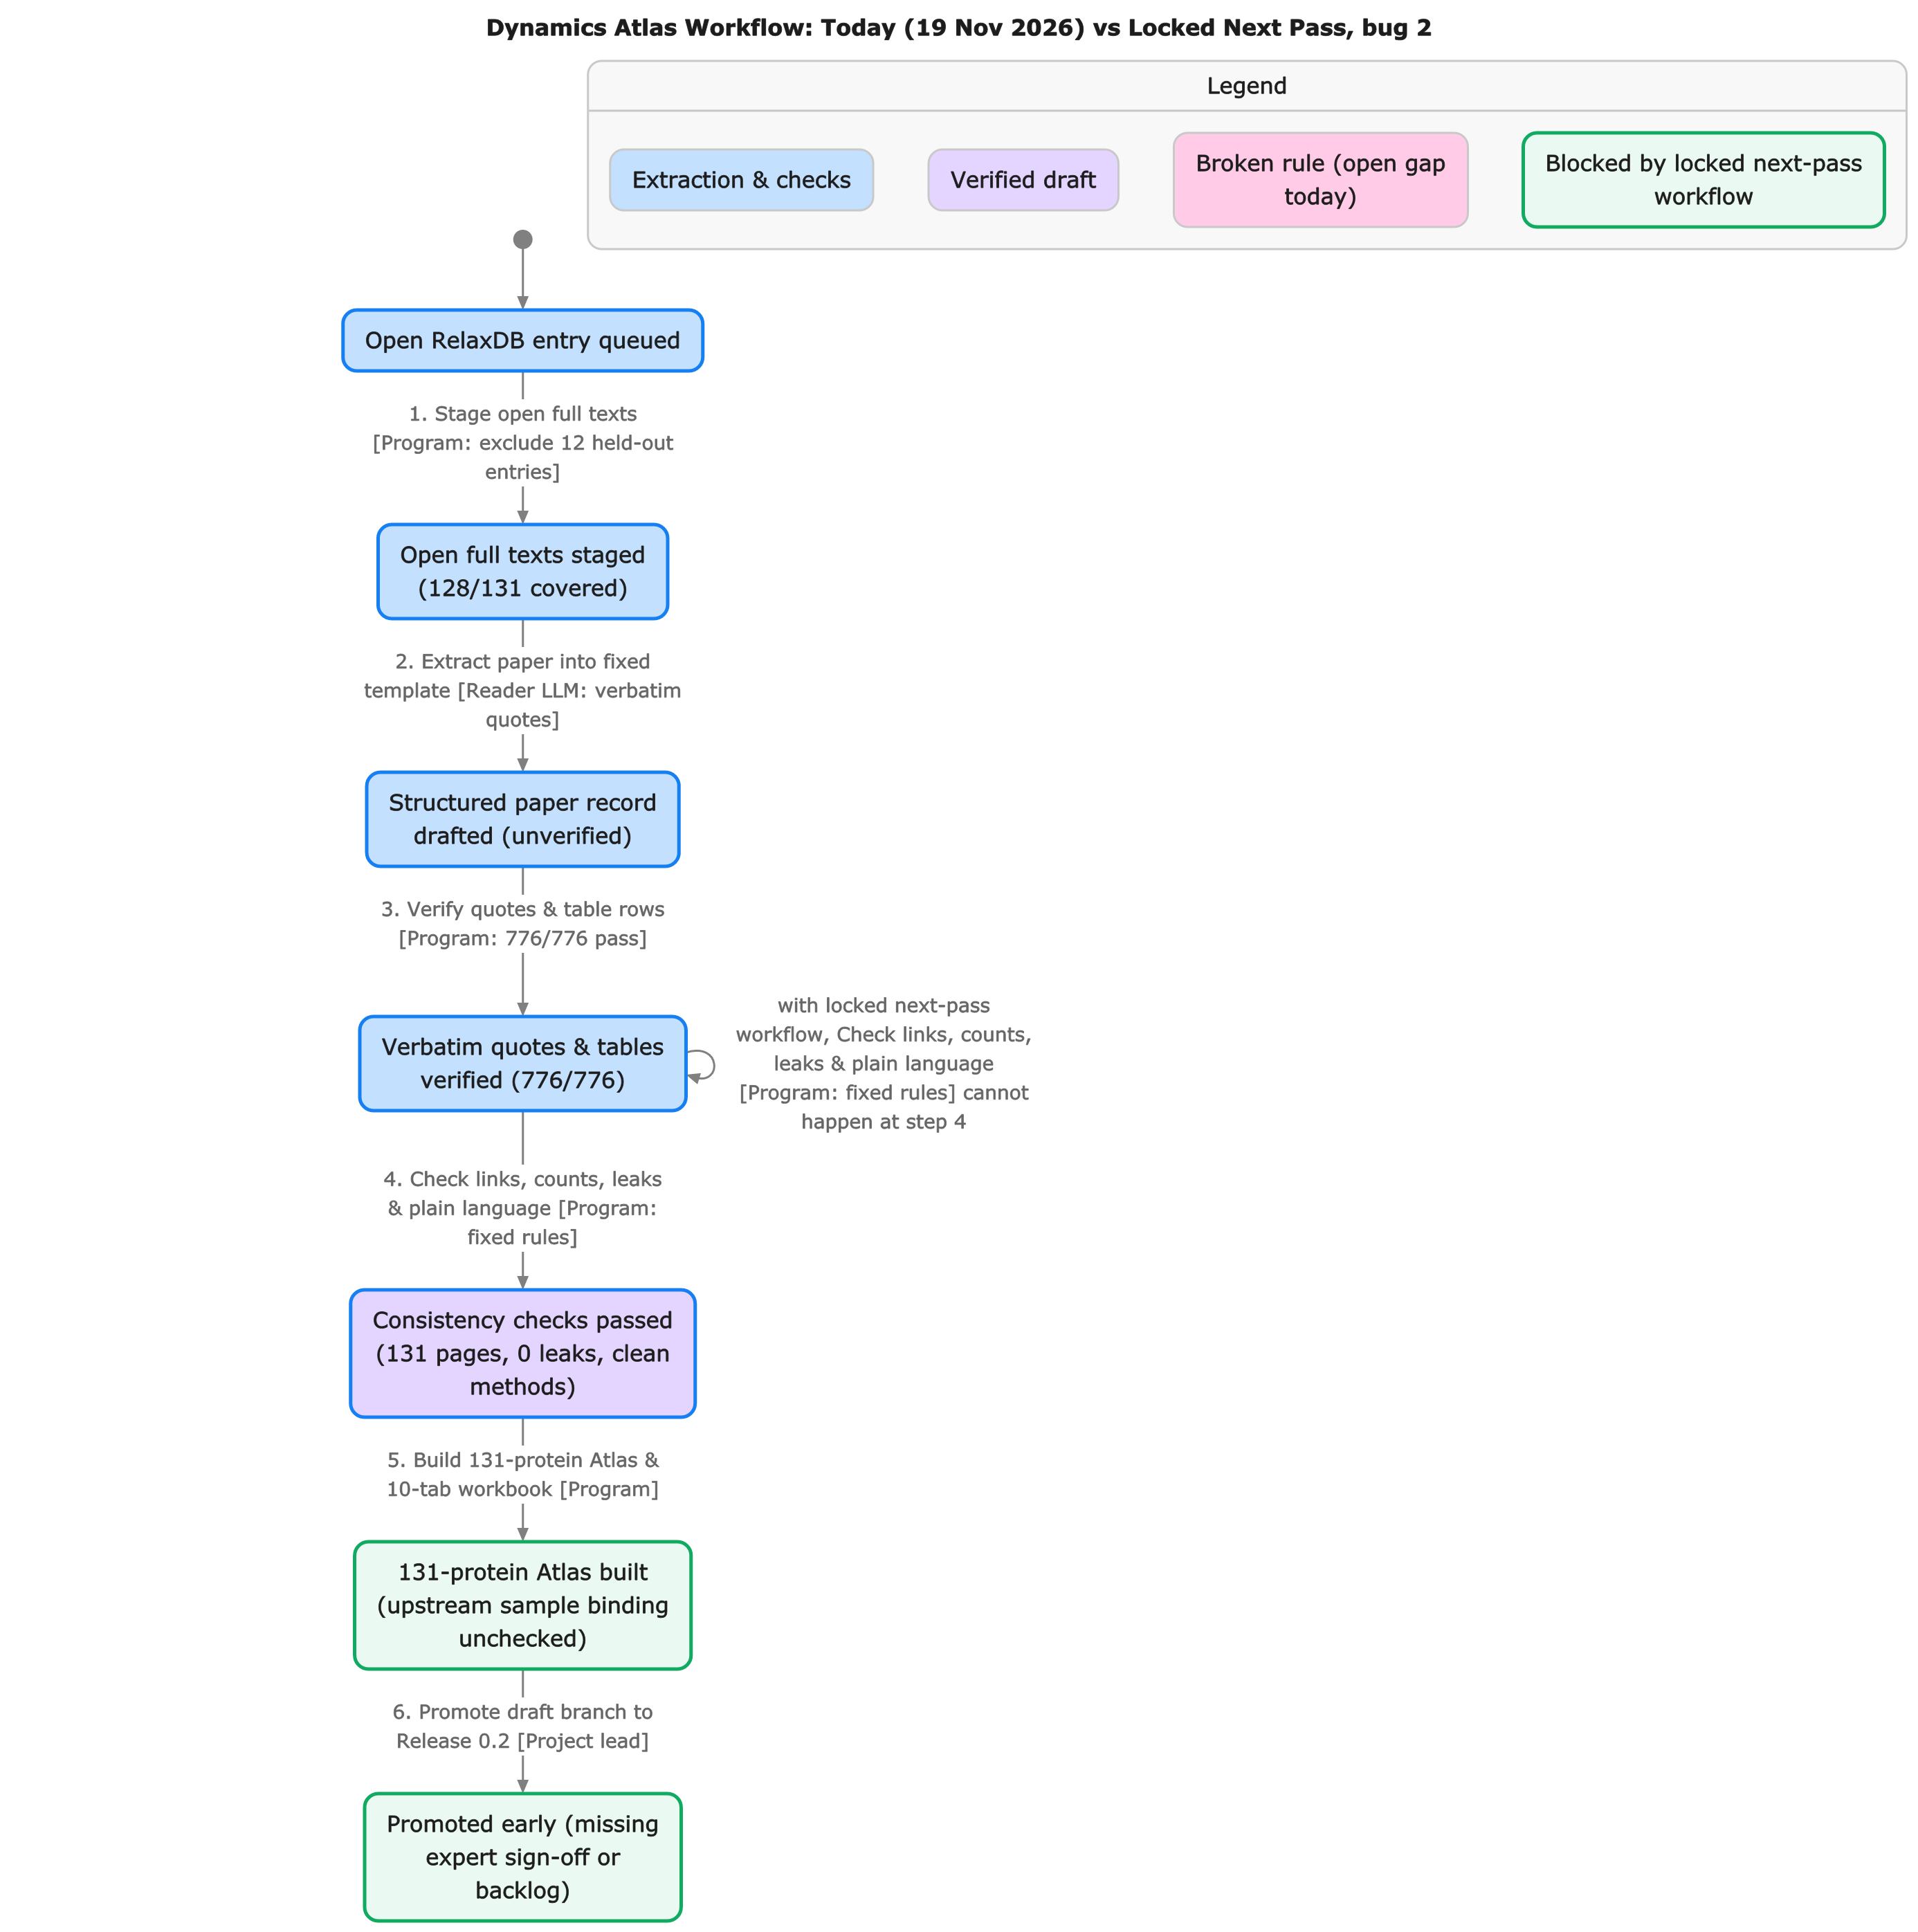 Dynamics Atlas Workflow: Today (19 Nov 2026) vs Locked Next Pass, bug 2
Legend
Extraction & checks
Verified draft
Broken rule (open gap
today)
Blocked by locked next-pass
workflow
Open RelaxDB entry queued
1. Stage open full texts
[Program: exclude 12 held-out
entries]
Open full texts staged
(128/131 covered)
2. Extract paper into fixed
template [Reader LLM: verbatim
quotes]
Structured paper record
drafted (unverified)
3. Verify quotes & table rows
[Program: 776/776 pass]
Verbatim quotes & tables
verified (776/776)
with locked next-pass
workflow, Check links, counts,
leaks & plain language
[Program: fixed rules] cannot
happen at step 4
4. Check links, counts, leaks
& plain language [Program:
fixed rules]
Consistency checks passed
(131 pages, 0 leaks, clean
methods)
5. Build 131-protein Atlas &
10-tab workbook [Program]
131-protein Atlas built
(upstream sample binding
unchecked)
6. Promote draft branch to
Release 0.2 [Project lead]
Promoted early (missing
expert sign-off or
backlog)